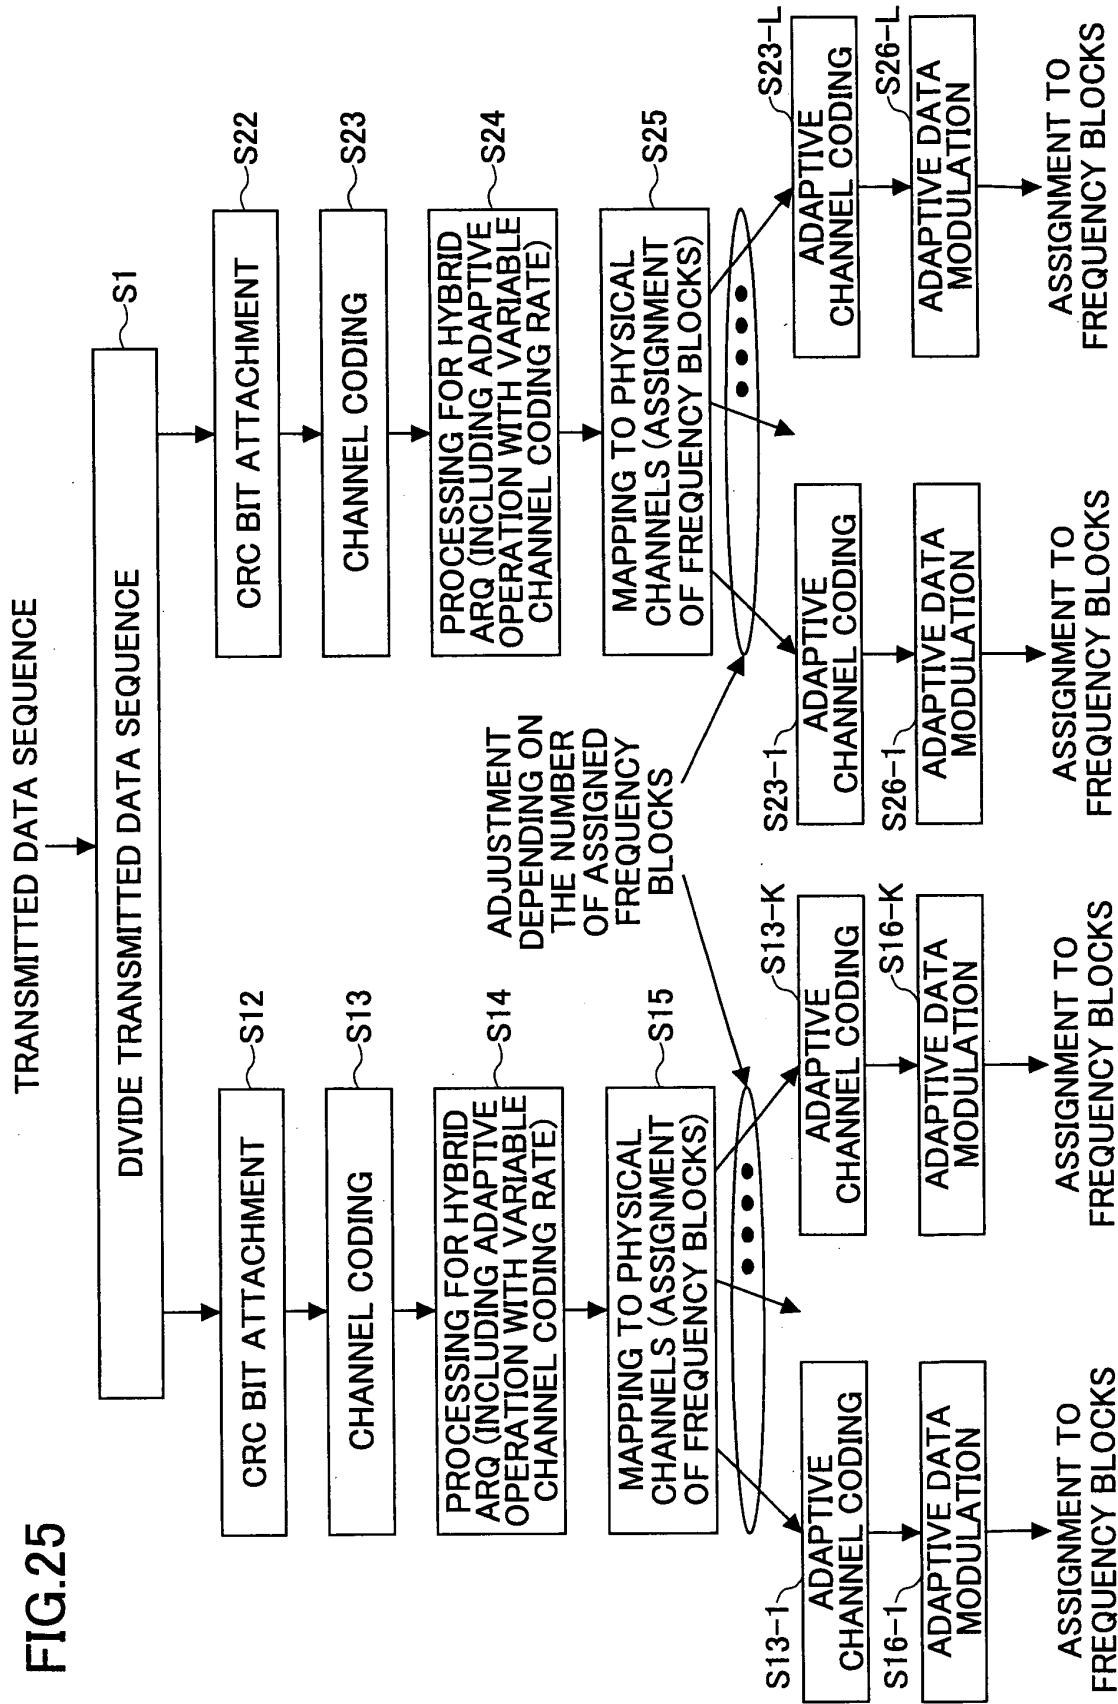 FIG.25
TRANSMITTED DATA SEQUENCE
DIVIDE TRANSMITTED DATA SEQUENCE
S1
CRC BIT ATTACHMENT
S12
CHANNEL CODING
S13
PROCESSING FOR HYBRID
ARQ (INCLUDING ADAPTIVE
OPERATION WITH VARIABLE
CHANNEL CODING RATE)
S14
MAPPING TO PHYSICAL
CHANNELS (ASSIGNMENT
OF FREQUENCY BLOCKS)
S15
CRC BIT ATTACHMENT
S22
CHANNEL CODING
S23
PROCESSING FOR HYBRID
ARQ (INCLUDING ADAPTIVE
OPERATION WITH VARIABLE
CHANNEL CODING RATE)
S24
MAPPING TO PHYSICAL
CHANNELS (ASSIGNMENT
OF FREQUENCY BLOCKS)
S25
ADJUSTMENT
DEPENDING ON
THE NUMBER
OF ASSIGNED
FREQUENCY
BLOCKS
S13-1
ADAPTIVE
CHANNEL CODING
S16-1
ADAPTIVE DATA
MODULATION
ASSIGNMENT TO
FREQUENCY BLOCKS
S13-K
ADAPTIVE
CHANNEL CODING
S16-K
ADAPTIVE DATA
MODULATION
ASSIGNMENT TO
FREQUENCY BLOCKS
S23-1
ADAPTIVE
CHANNEL CODING
S26-1
ADAPTIVE DATA
MODULATION
ASSIGNMENT TO
FREQUENCY BLOCKS
S23-L
ADAPTIVE
CHANNEL CODING
S26-L
ADAPTIVE DATA
MODULATION
ASSIGNMENT TO
FREQUENCY BLOCKS